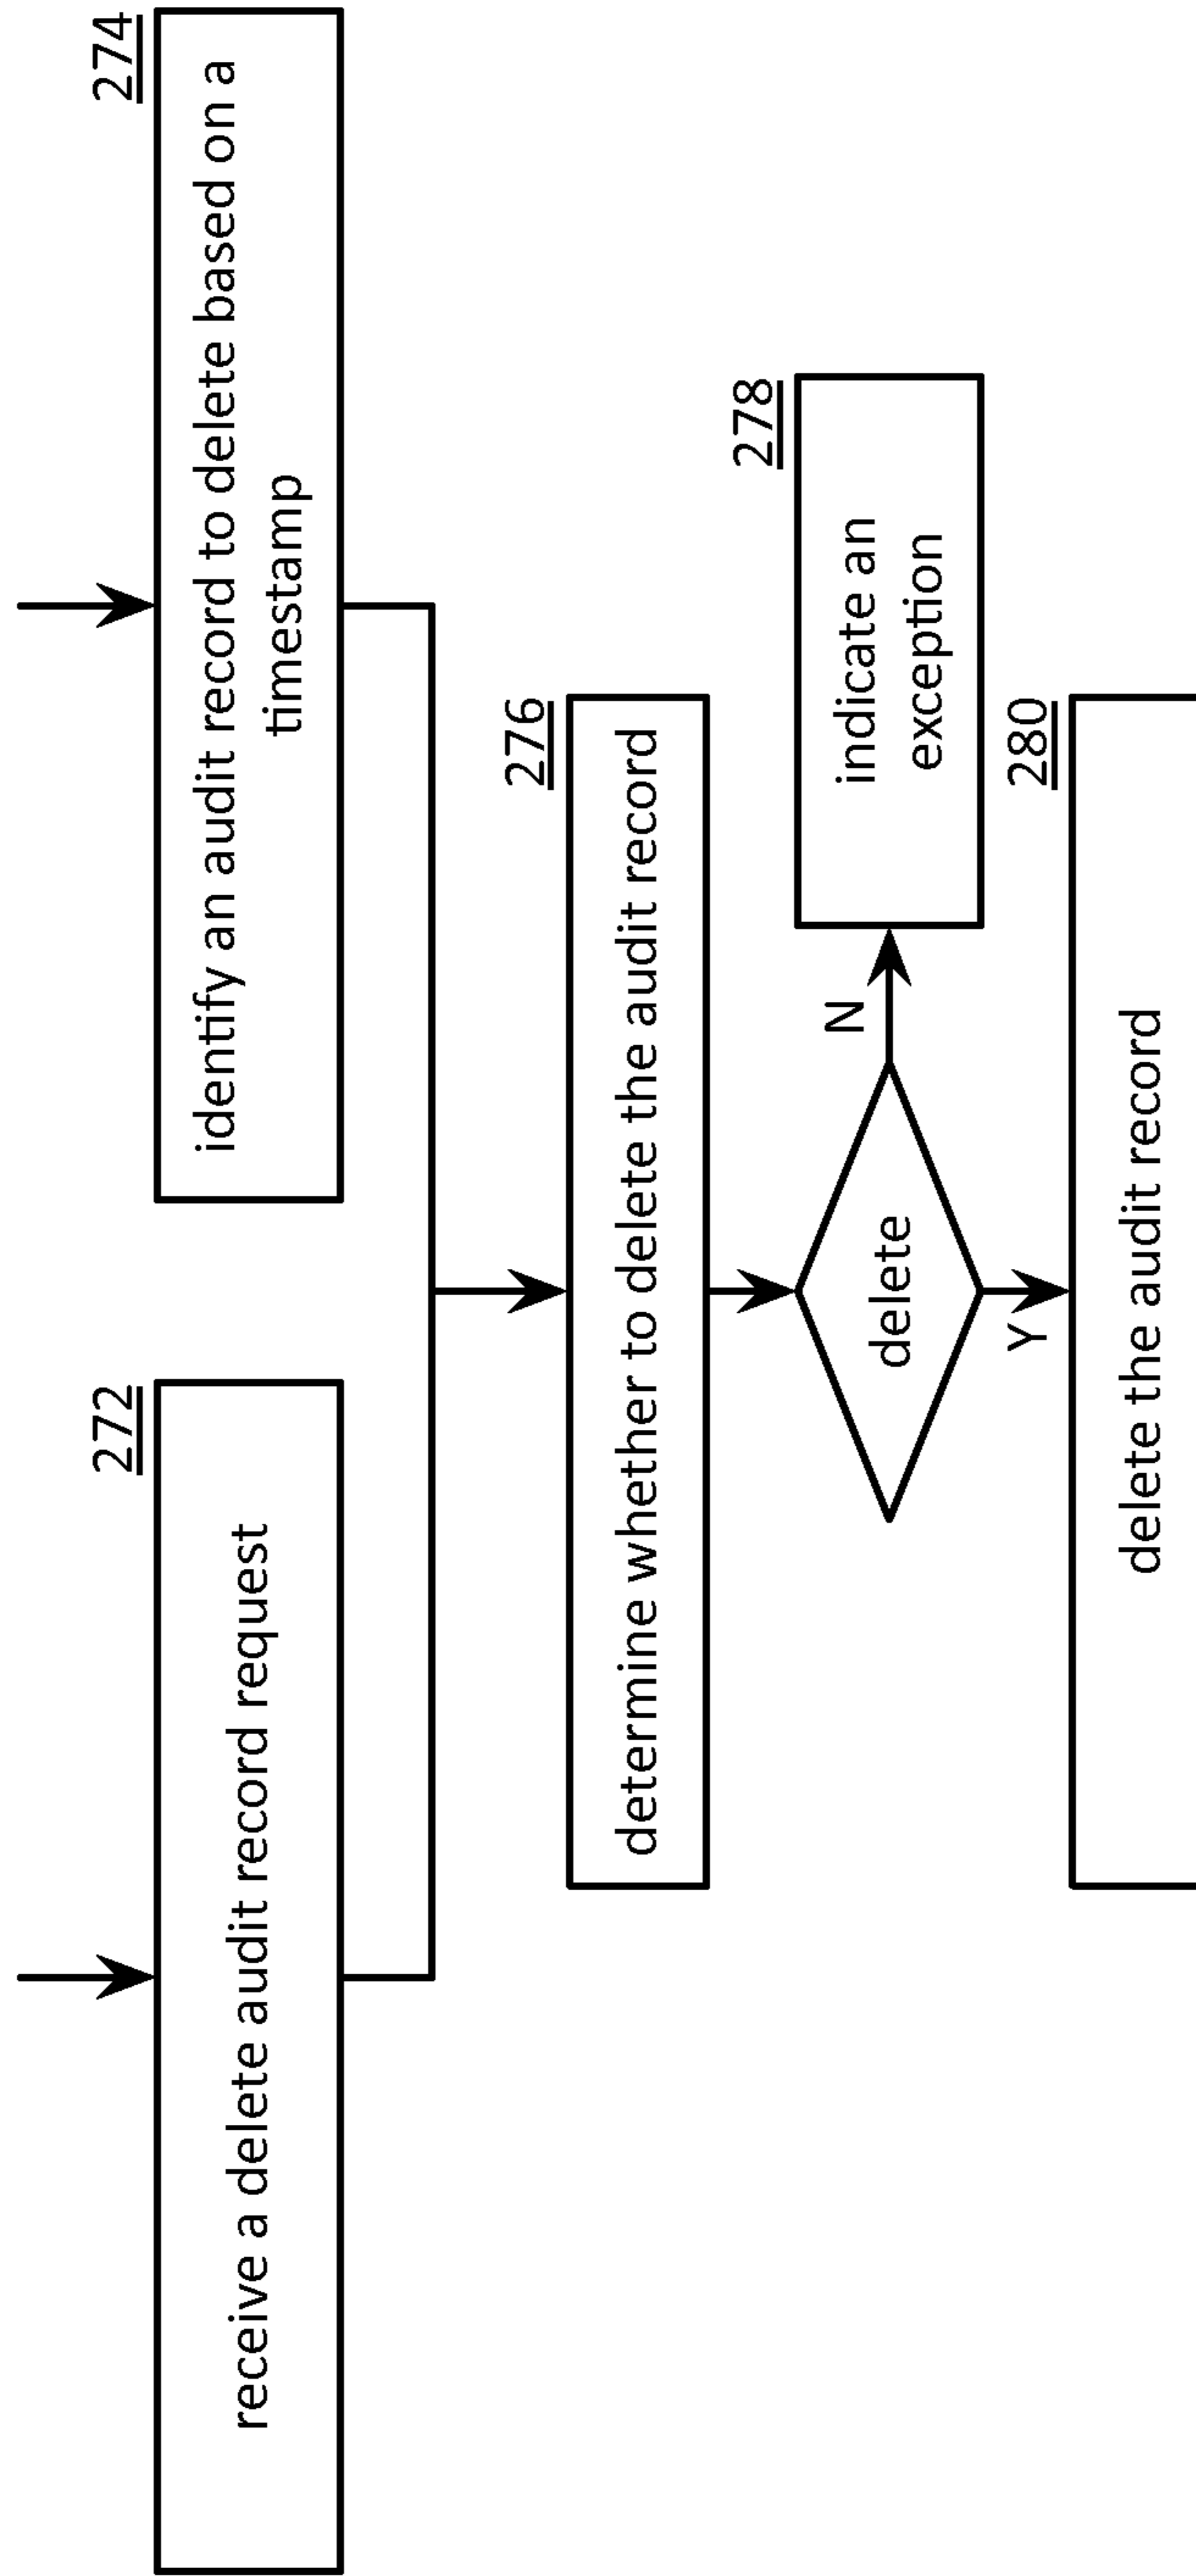 272
receive a delete audit record request
274
identify an audit record to delete based on a
timestamp
276
determine whether to delete the audit record
delete
N
278
indicate an
exception
Y
280
delete the audit record